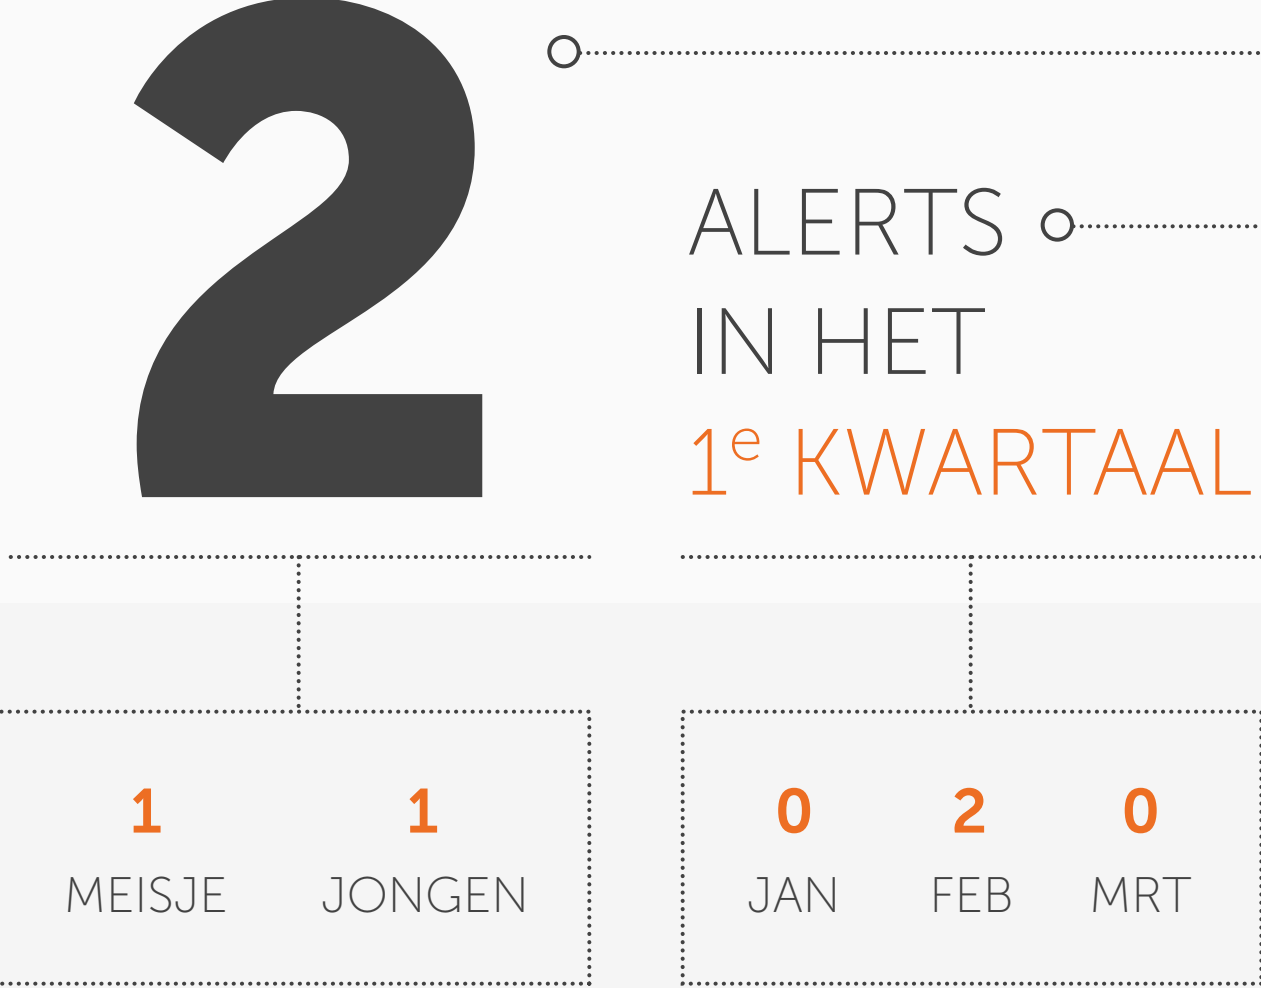 2
ALERTS
IN HET
1e KWARTAAL
1 1
MEISJE JONGEN
0 2 0
JAN FEB MRT